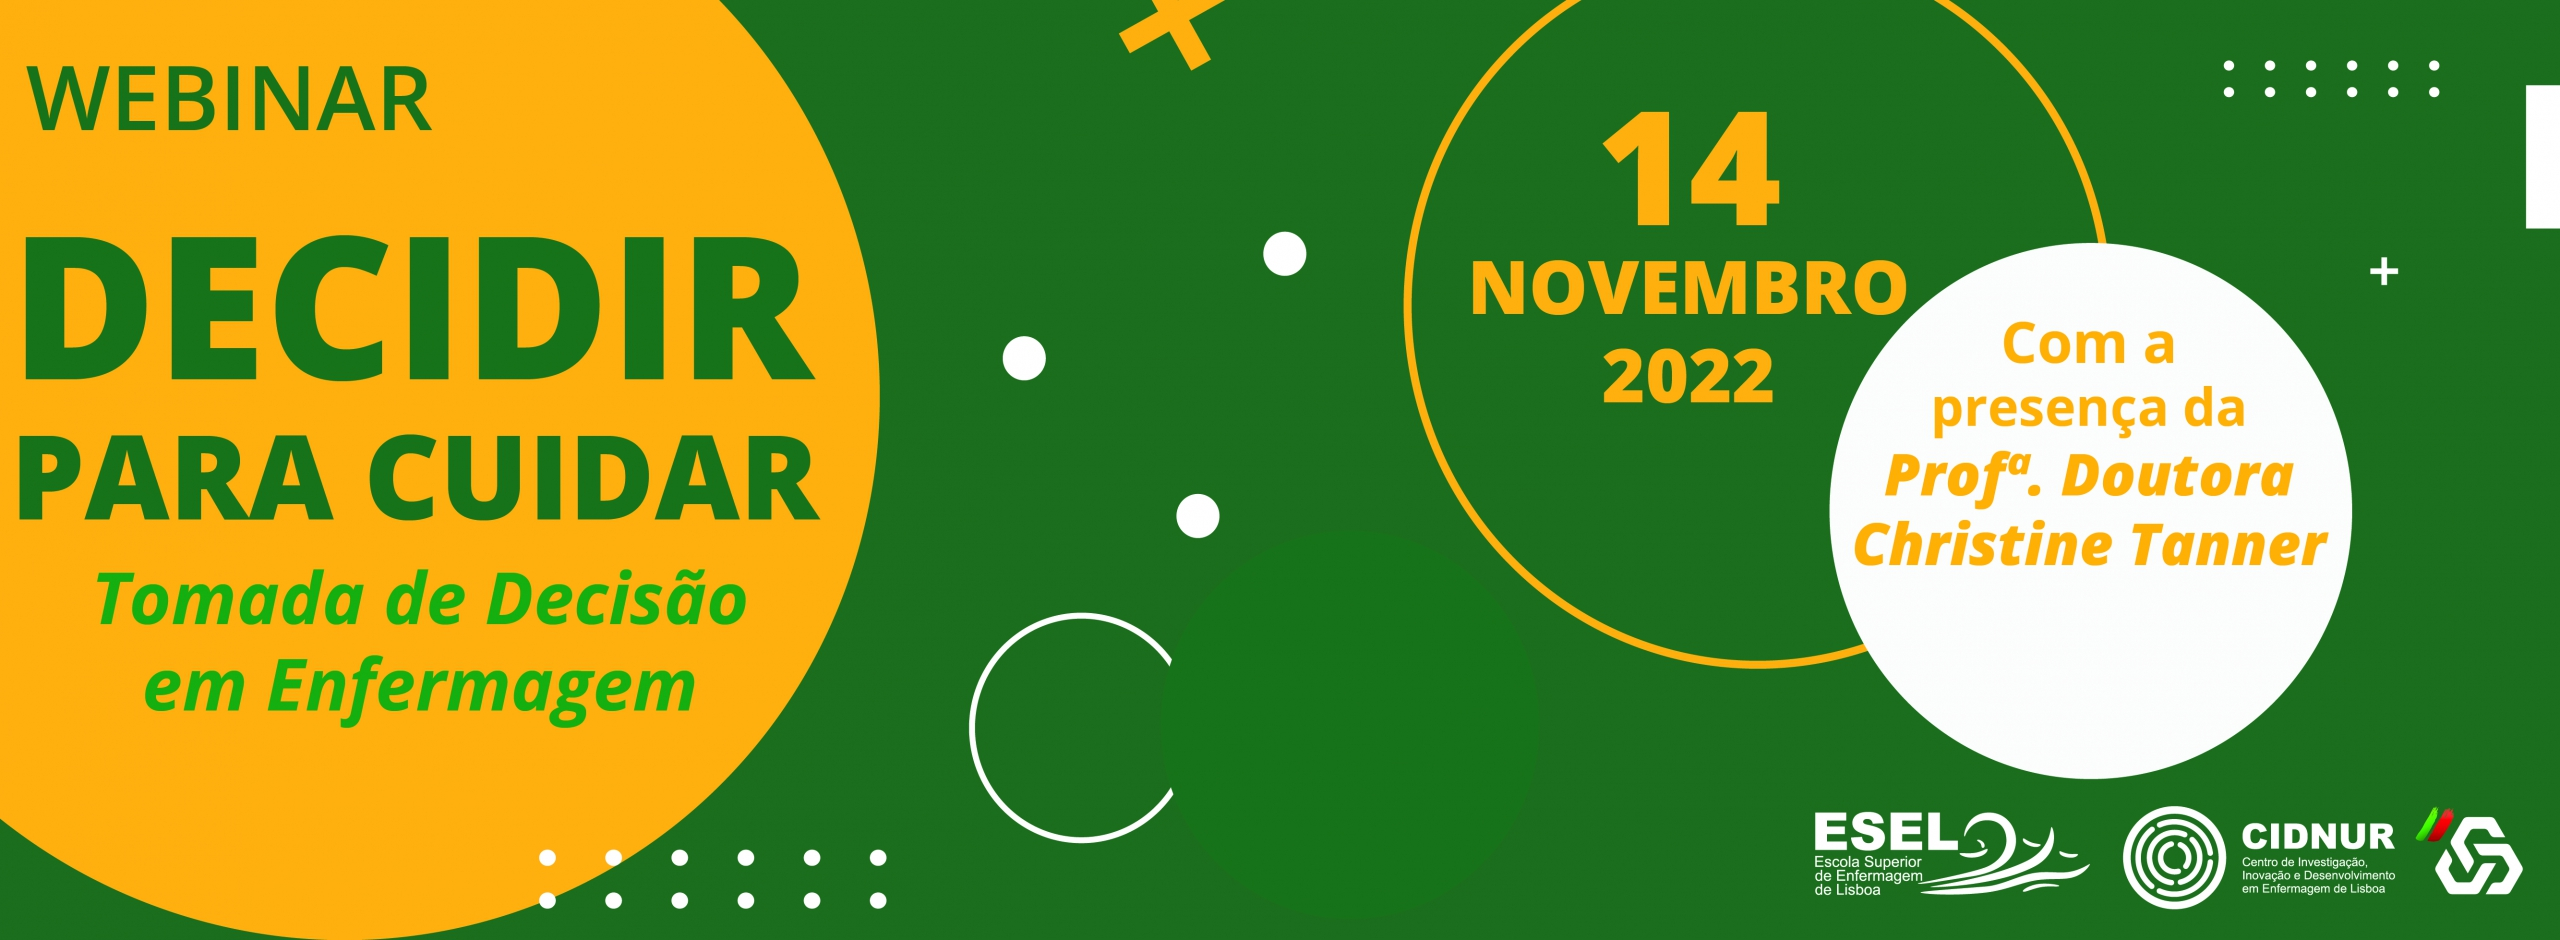 WEBINAR
DECIDIR
PARA CUIDAR
Tomada de Decisão
em Enfermagem
14
NOVEMBRO
2022
Com a
presença da
Profª. Doutora
Christine Tanner
ESEL
Escola Superior
de Enfermagem
de Lisboa
CIDNUR
Centro de Investigação,
Inovação e Desenvolvimento
em Enfermagem de Lisboa